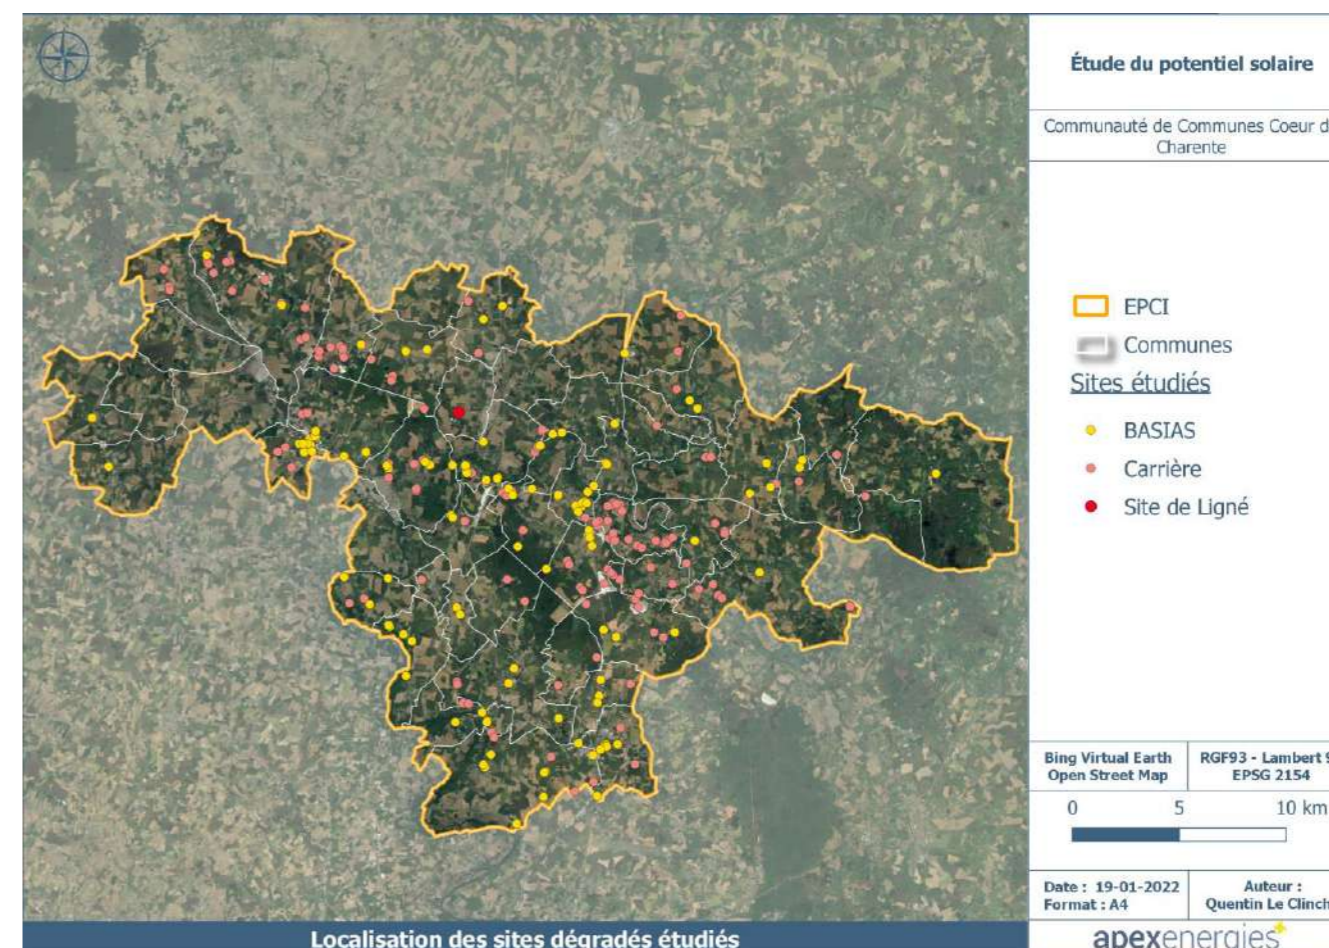 Étude du potentiel solaire
Communauté de Communes Coeur d
Charente
EPCI
Communes
Sites étudiés
BASIAS
Carrière
Site de Ligné
Bing Virtual Earth
Open Street Map
RGF93 - Lambert 9
EPSG 2154
0 5 10 km
Date : 19-01-2022
Format : A4
Auteur :
Quentin Le Clinch
apexenergies
Localisation des sites dégradés étudiés